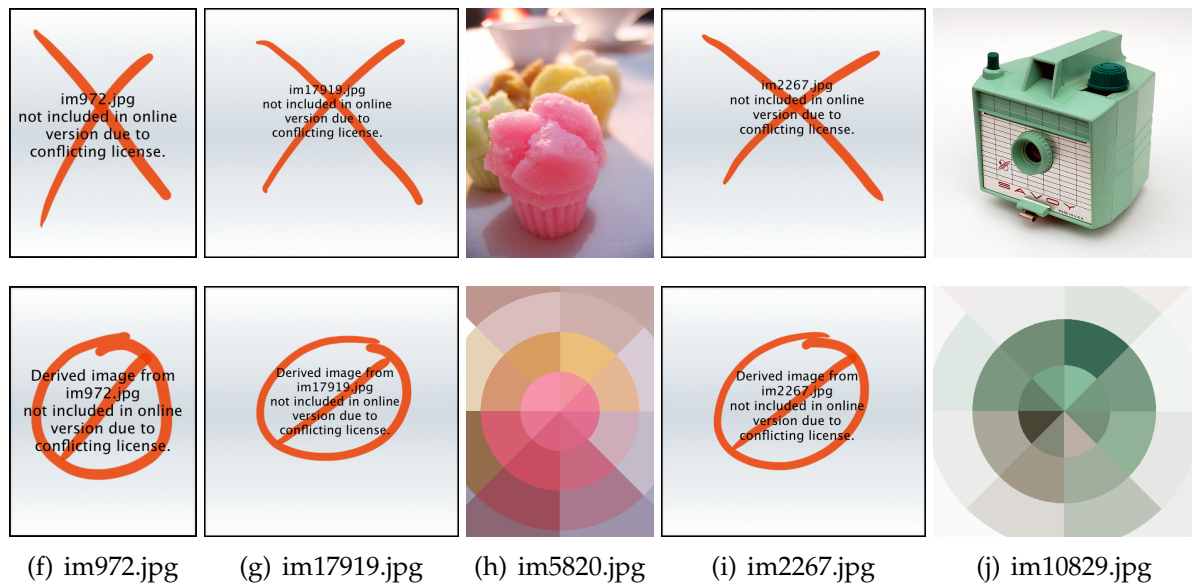 im972.jpg
not included in online
version due to
conflicting license.
im17919.jpg
not included in online
version due to
conflicting license.
im2267.jpg
not included in online
version due to
conflicting license.
SAVOY
MADE IN U.S.A.
Derived image from
im972.jpg
not included in online
version due to
conflicting license.
Derived image from
im17919.jpg
not included in online
version due to
conflicting license.
Derived image from
im2267.jpg
not included in online
version due to
conflicting license.
(f) im972.jpg
(g) im17919.jpg
(h) im5820.jpg
(i) im2267.jpg
(j) im10829.jpg